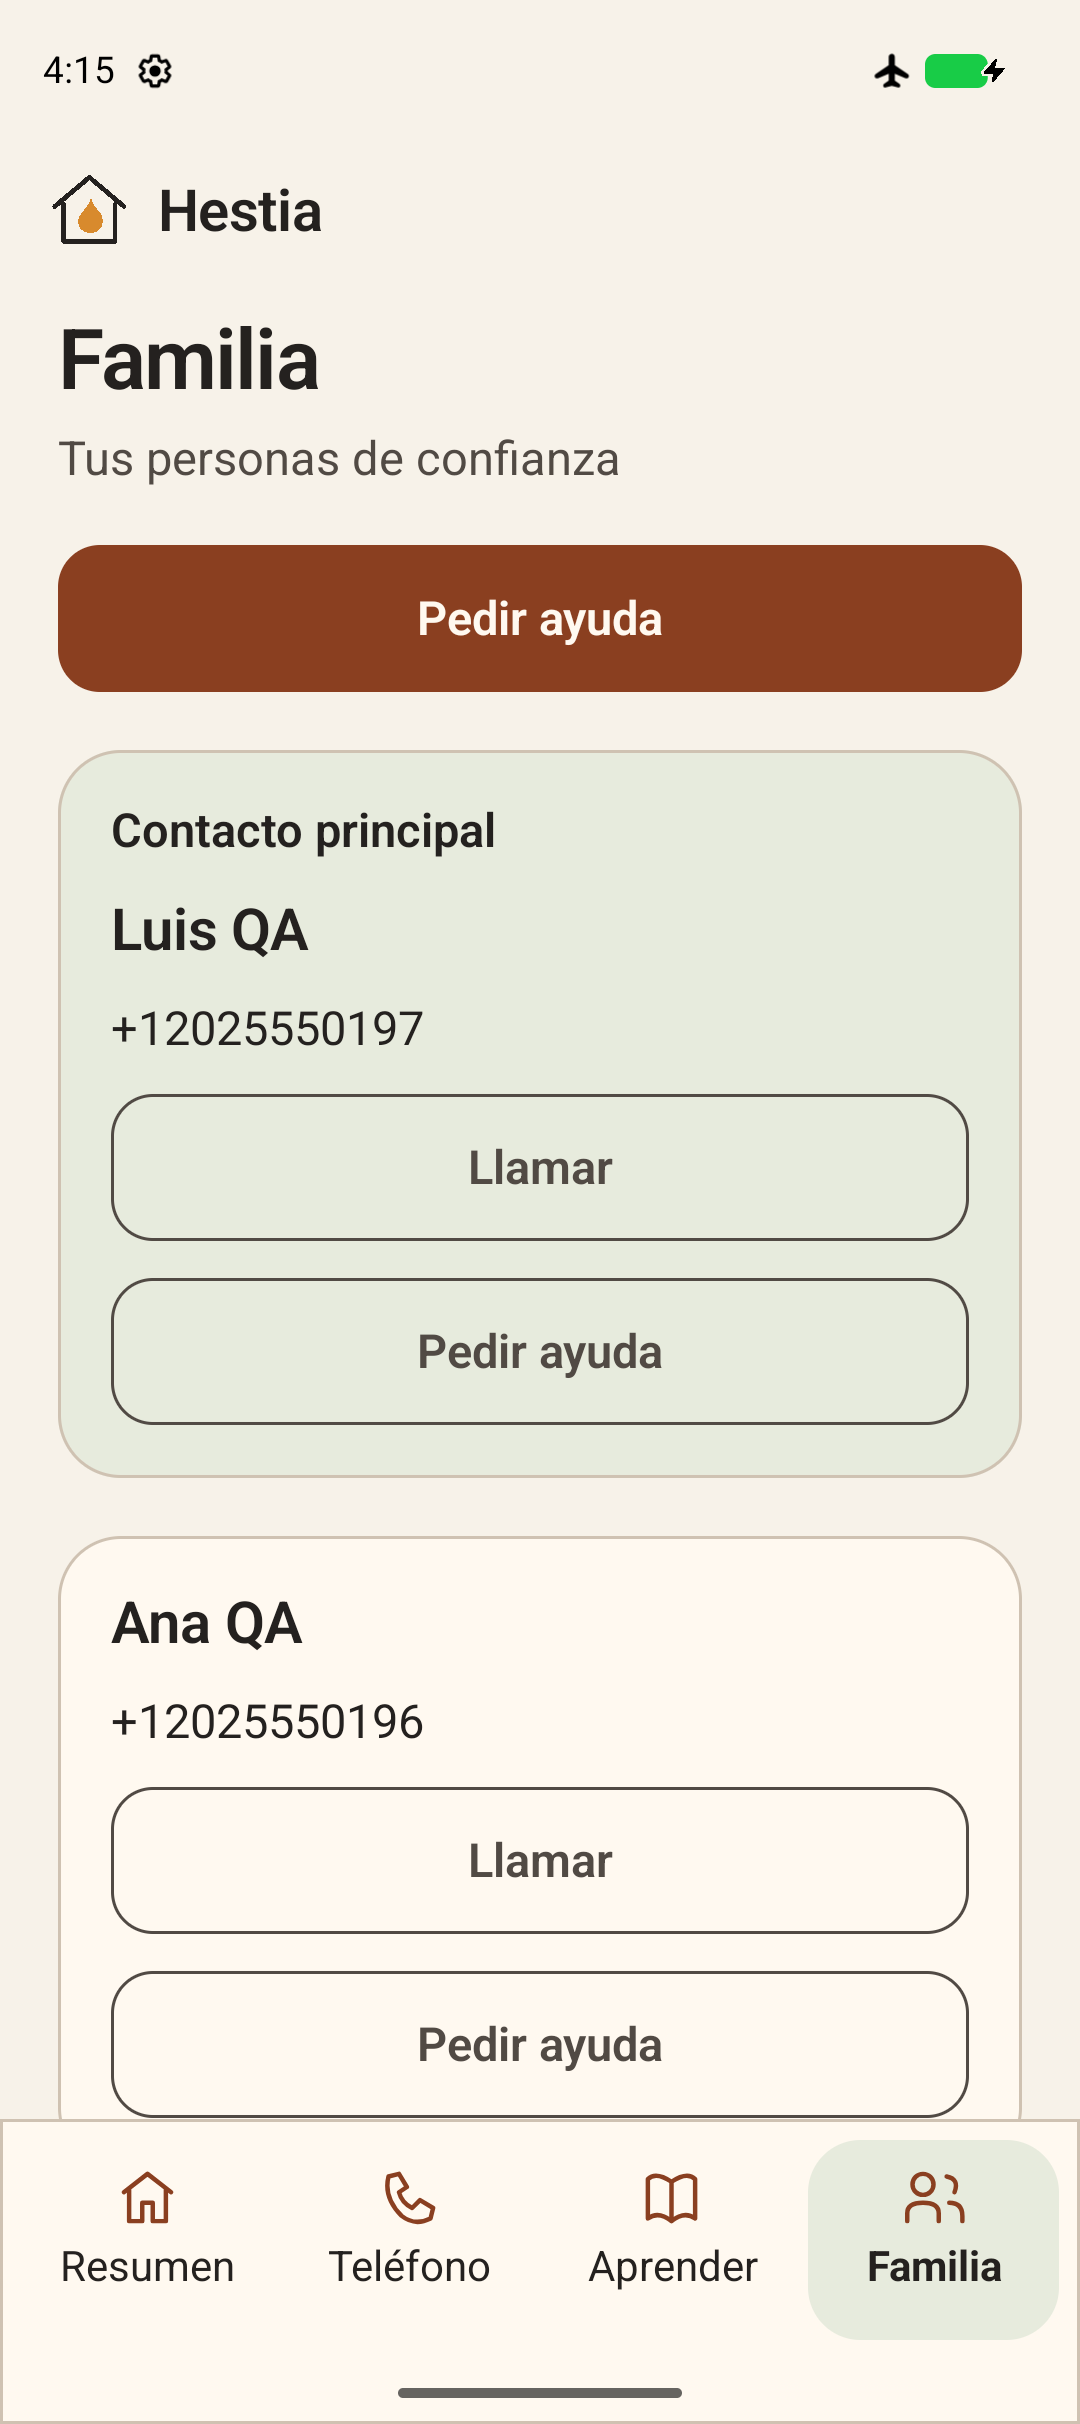 4:15
Hestia
Familia
Tus personas de confianza
Pedir ayuda
Contacto principal
Luis QA
+12025550197
Llamar
Pedir ayuda
Ana QA
+12025550196
Llamar
Pedir ayuda
Resumen
Teléfono
Aprender
Familia